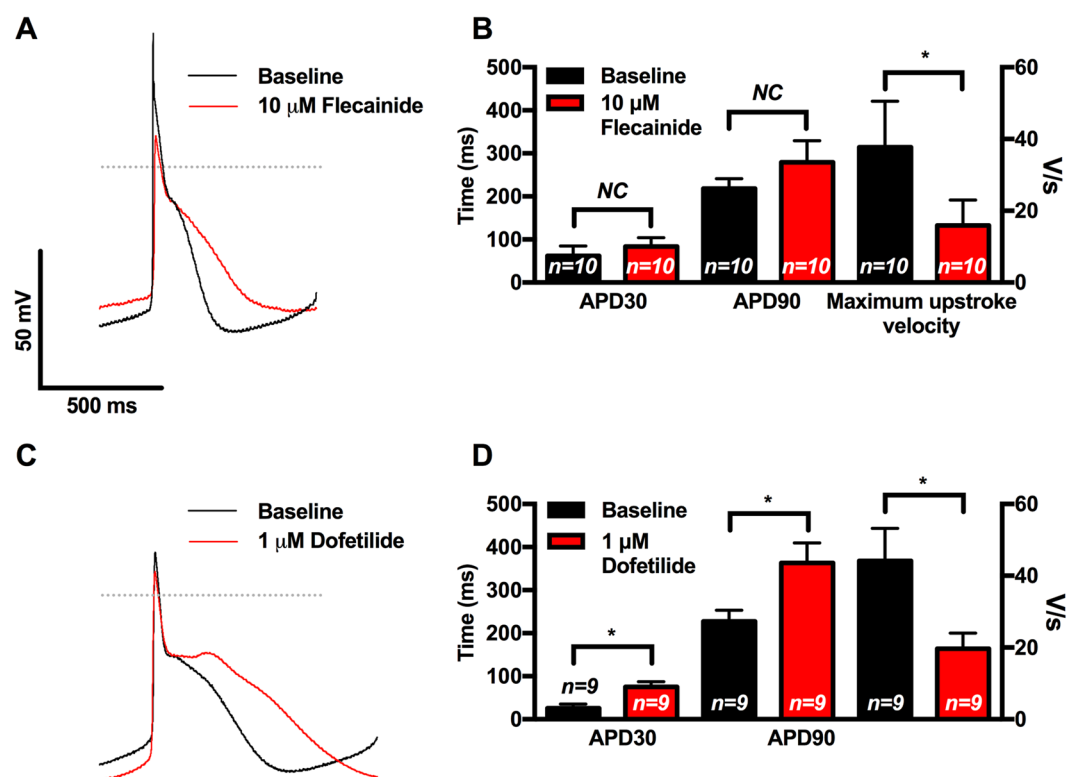 A
Baseline
10 μM Flecainide
50 mV
500 ms
B
Baseline
10 μM
Flecainide
500
400
300
200
100
0
Time (ms)
NC
NC
*
60
40
20
0
V/s
n=10
n=10
n=10
n=10
n=10
n=10
APD30
APD90
Maximum upstroke
velocity
C
Baseline
1 μM Dofetilide
D
Baseline
1 μM
Dofetilide
500
400
300
200
100
0
Time (ms)
*
*
*
60
40
20
0
V/s
n=9
n=9
n=9
n=9
n=9
n=9
APD30
APD90